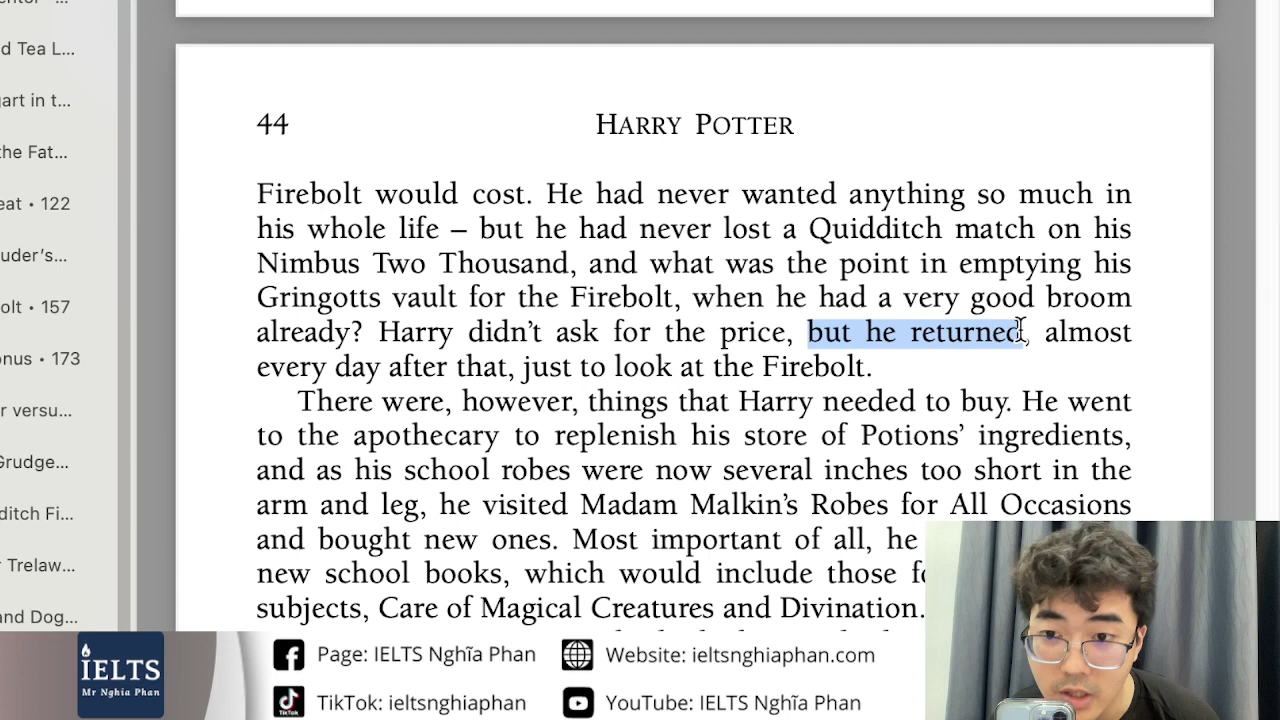 entor
d Tea L...
art in t...
the Fat...
eat • 122
uder's...
olt • 157
onus • 173
r versu...
Grudge...
ditch Fi...
r Trelaw...
and Dog...
44
HARRY POTTER
Firebolt would cost. He had never wanted anything so much in
his whole life – but he had never lost a Quidditch match on his
Nimbus Two Thousand, and what was the point in emptying his
Gringotts vault for the Firebolt, when he had a very good broom
already? Harry didn't ask for the price, but he returned, almost
every day after that, just to look at the Firebolt.
There were, however, things that Harry needed to buy. He went
to the apothecary to replenish his store of Potions' ingredients,
and as his school robes were now several inches too short in the
arm and leg, he visited Madam Malkin's Robes for All Occasions
and bought new ones. Most important of all, he
new school books, which would include those
subjects, Care of Magical Creatures and Divination.
IELTS
Mr Nghia Phan
Page: IELTS Nghĩa Phan
Website: ieltsnghiaphan.com
TikTok: ieltsnghiaphan
YouTube: IELTS Nghĩa Phan